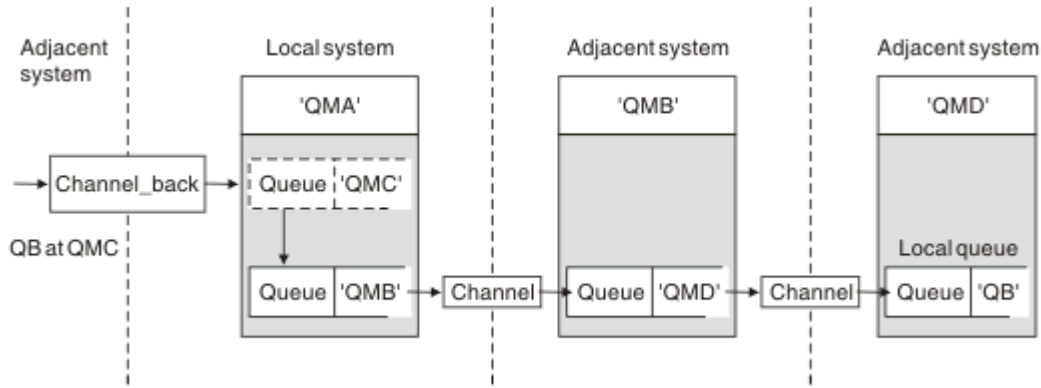 Adjacent
system
Local system
Adjacent system
Adjacent system
'QMA'
'QMB'
'QMD'
Channel_back
Queue 'QMC'
QB at QMC
Local queue
Queue 'QMB'
Channel
Queue 'QMD'
Channel
Queue 'QB'